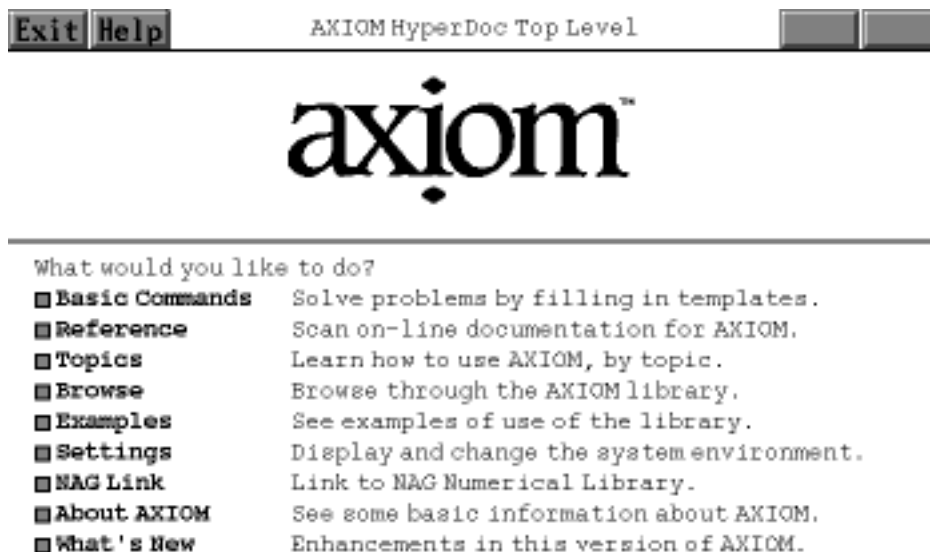 Exit Help AXIOM HyperDoc Top Level
axiom™
What would you like to do?
Basic Commands Solve problems by filling in templates.
Reference Scan on-line documentation for AXIOM.
Topics Learn how to use AXIOM, by topic.
Browse Browse through the AXIOM library.
Examples See examples of use of the library.
Settings Display and change the system environment.
NAG Link Link to NAG Numerical Library.
About AXIOM See some basic information about AXIOM.
What's New Enhancements in this version of AXIOM.